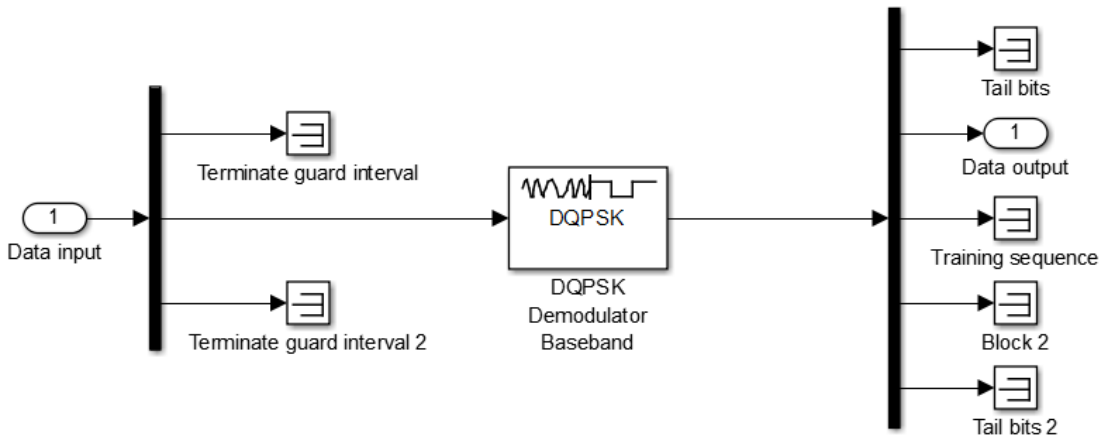 Tail bits
1
Data output
Terminate guard interval
1
Data input
DQPSK
DQPSK
Demodulator
Baseband
Training sequence
Terminate guard interval 2
Block 2
Tail bits 2